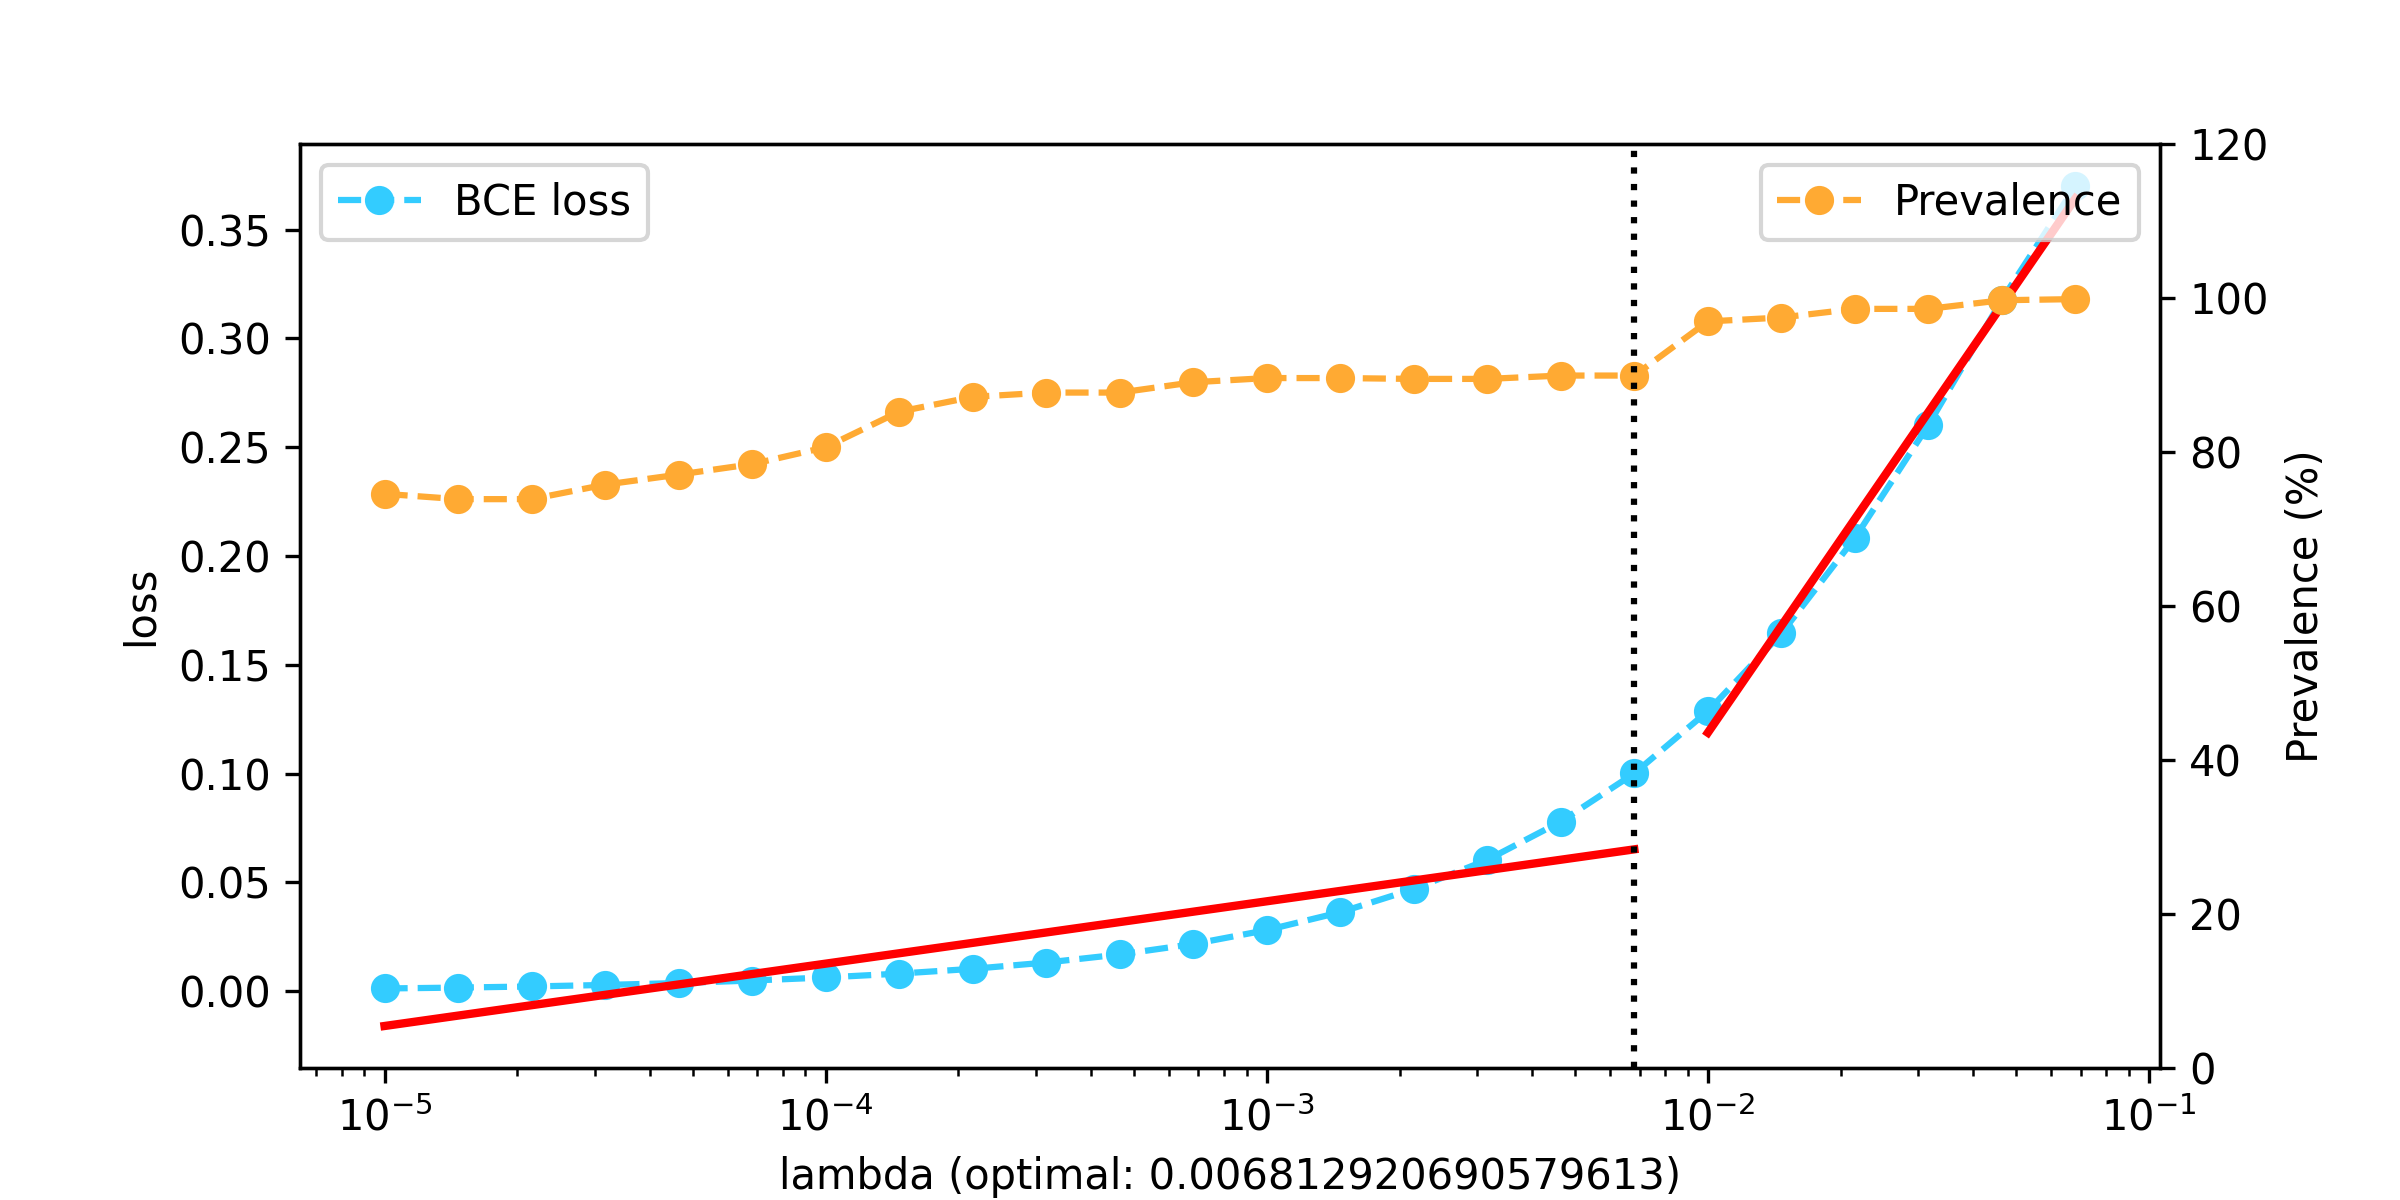 BCE loss
Prevalence
120
100
80
60
40
20
0
0.35
0.30
0.25
0.20
0.15
0.10
0.05
0.00
loss
Prevalence (%)
10⁻⁵ 10⁻⁴ 10⁻³ 10⁻² 10⁻¹
lambda (optimal: 0.006812920690579613)